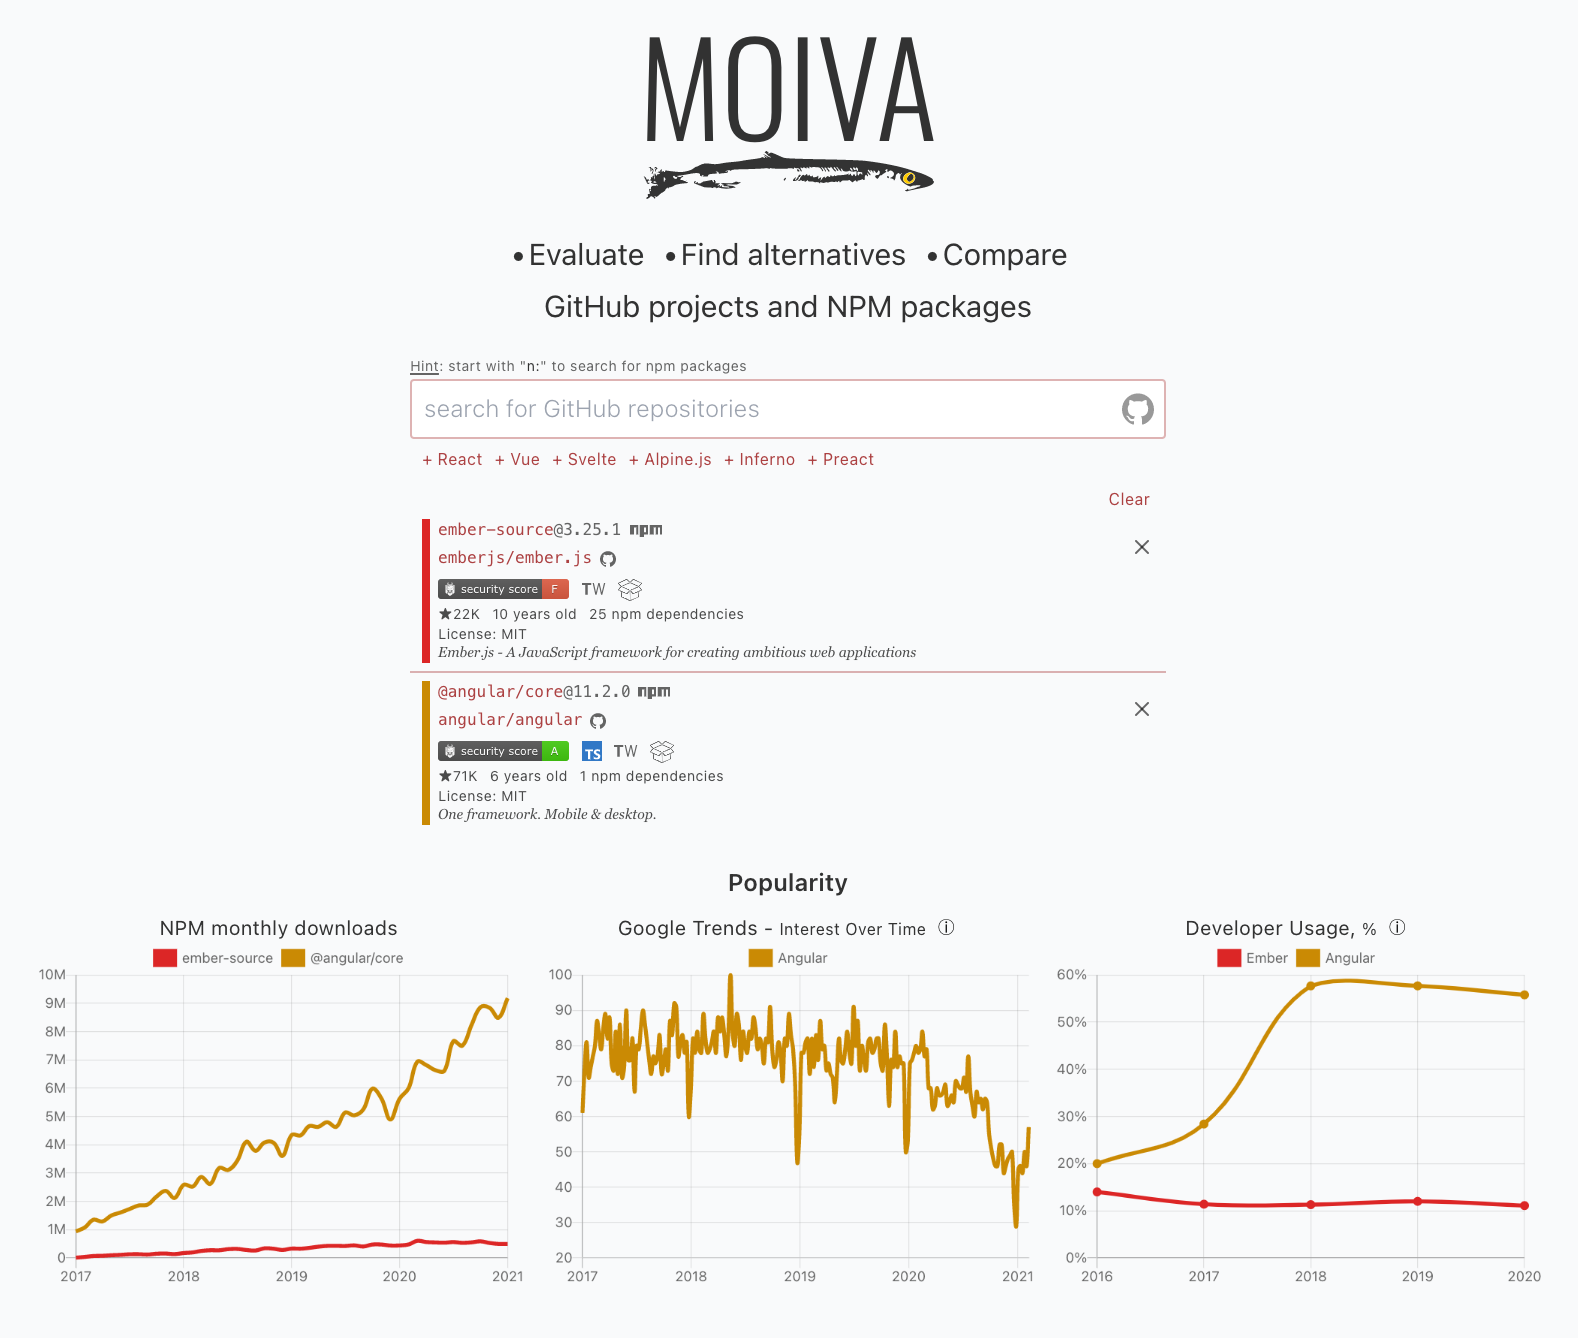 MOIVA
• Evaluate • Find alternatives • Compare
GitHub projects and NPM packages
Hint: start with "n:" to search for npm packages
search for GitHub repositories
+ React + Vue + Svelte + Alpine.js + Inferno + Preact
Clear
ember-source@3.25.1 npm
emberjs/ember.js
security score F TW
★22K 10 years old 25 npm dependencies
License: MIT
Ember.js - A JavaScript framework for creating ambitious web applications
@angular/core@11.2.0 npm
angular/angular
security score A TS TW
★71K 6 years old 1 npm dependencies
License: MIT
One framework. Mobile & desktop.
Popularity
NPM monthly downloads
ember-source @angular/core
10M
9M
8M
7M
6M
5M
4M
3M
2M
1M
0
2017 2018 2019 2020 2021
Google Trends - Interest Over Time ⓘ
Angular
100
90
80
70
60
50
40
30
20
2017 2018 2019 2020 2021
Developer Usage, % ⓘ
Ember Angular
60%
50%
40%
30%
20%
10%
0%
2016 2017 2018 2019 2020